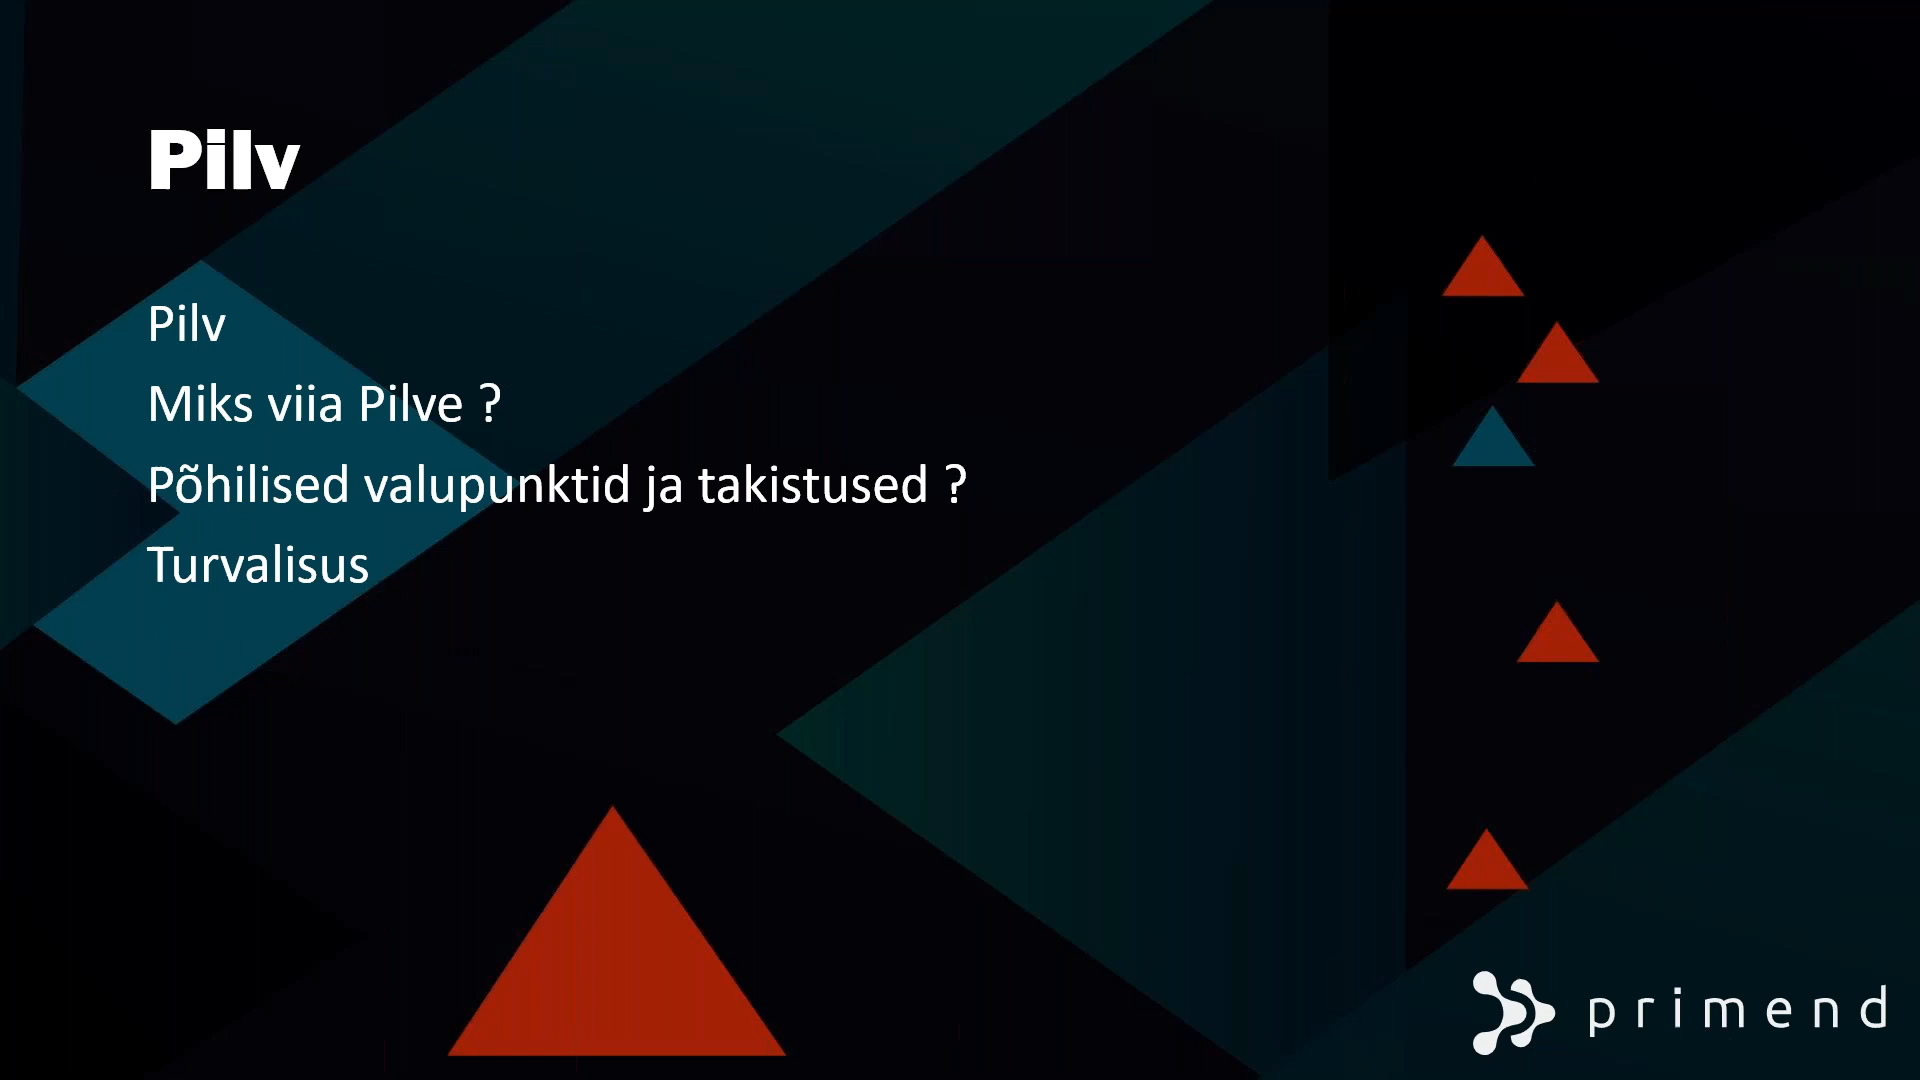 Pilv
Pilv
Miks viia Pilve ?
Põhilised valupunktid ja takistused ?
Turvalisus
primend